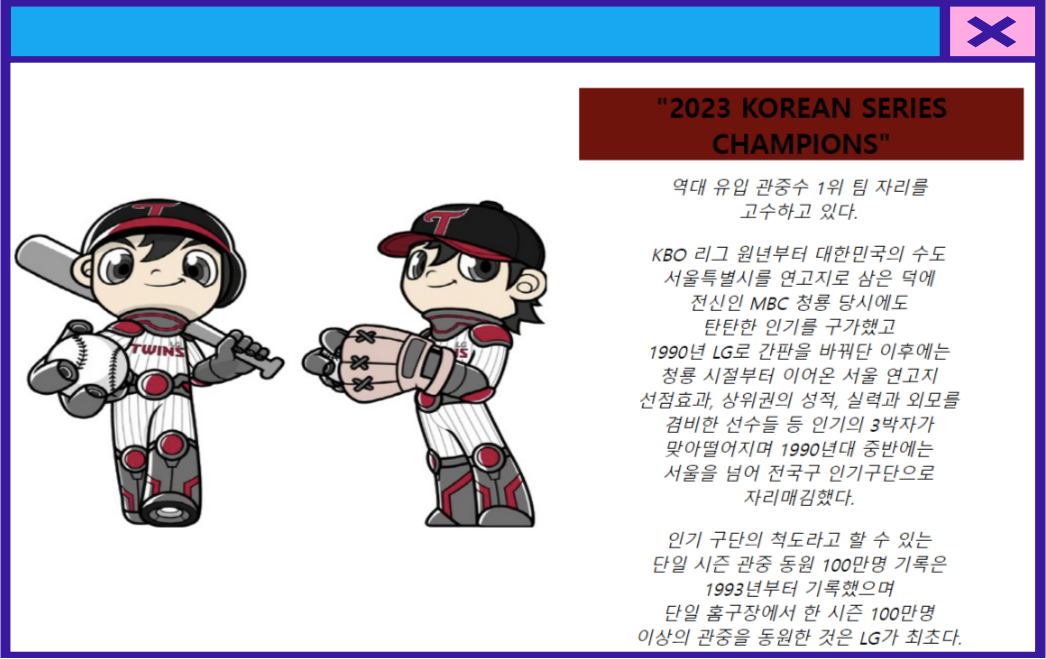 "2023 KOREAN SERIES
CHAMPIONS"
역대 유입 관중수 1위 팀 자리를
고수하고 있다.
KBO 리그 원년부터 대한민국의 수도
서울특별시를 연고지로 삼은 덕에
전신인 MBC 청룡 당시에도
탄탄한 인기를 구가했고
1990년 LG로 간판을 바꿔단 이후에는
청룡 시절부터 이어온 서울 연고지
선점효과, 상위권의 성적, 실력과 외모를
겸비한 선수들 등 인기의 3박자가
맞아떨어지며 1990년대 중반에는
서울을 넘어 전국구 인기구단으로
자리매김했다.
인기 구단의 척도라고 할 수 있는
단일 시즌 관중 동원 100만명 기록은
1993년부터 기록했으며
단일 홈구장에서 한 시즌 100만명
이상의 관중을 동원한 것은 LG가 최초다.
T
LG
TWINS
T
LG
NS